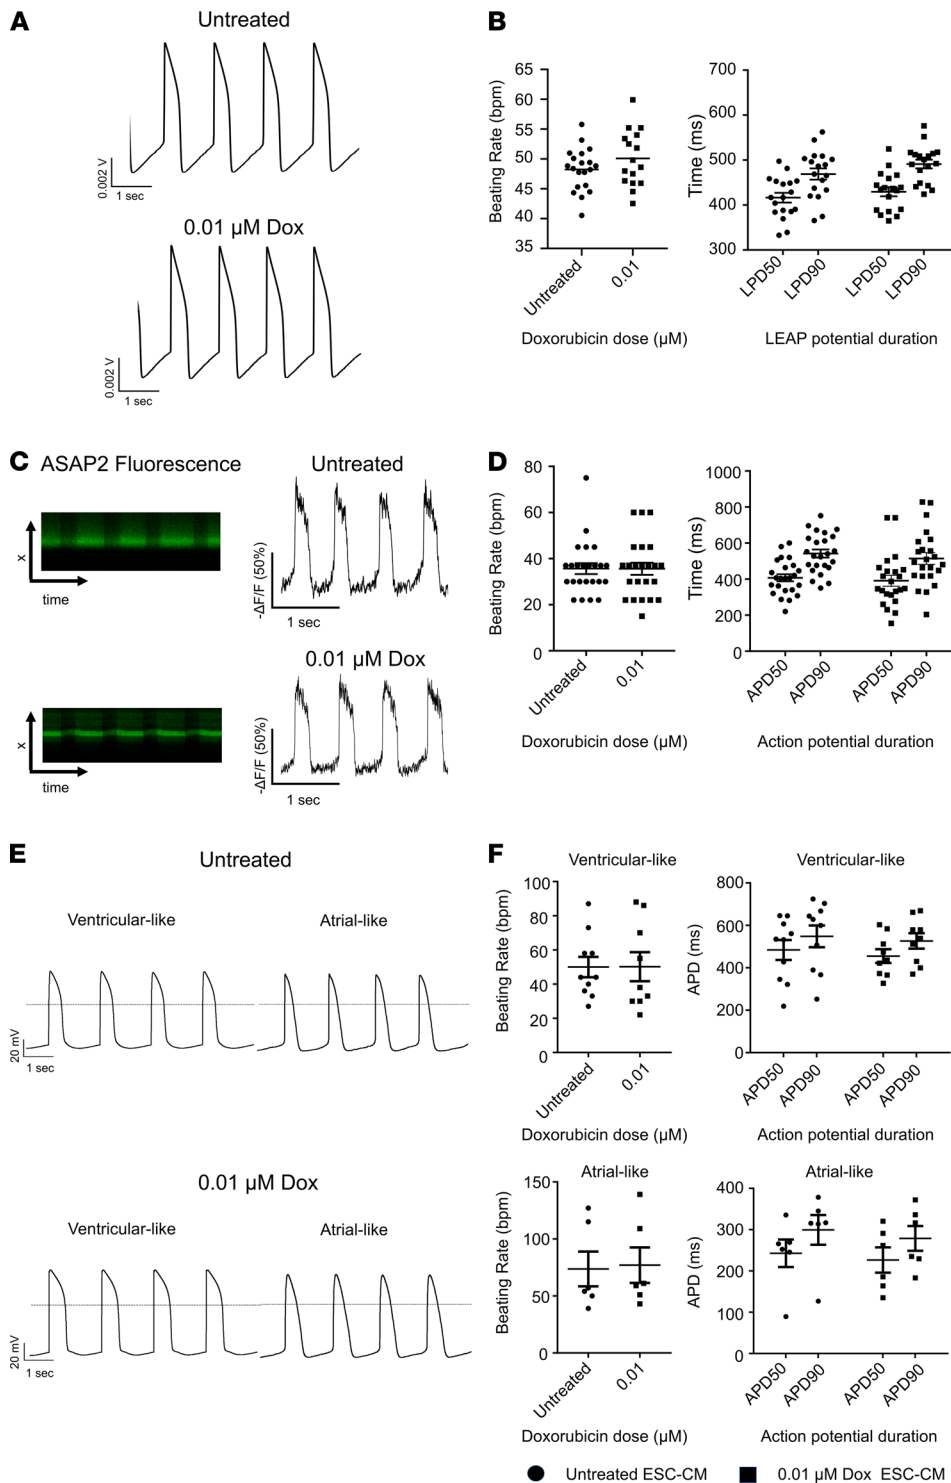 A
Untreated
0.002 V
1 sec
0.01 µM Dox
0.002 V
1 sec
B
Beating Rate (bpm)
65
60
55
50
45
40
35
Untreated
0.01
Doxorubicin dose (µM)
Time (ms)
700
600
500
400
300
LPD50
LPD90
LPD50
LPD90
LEAP potential duration
C
ASAP2 Fluorescence
x
time
Untreated
-ΔF/F (50%)
1 sec
x
time
0.01 µM Dox
-ΔF/F (50%)
1 sec
D
Beating Rate (bpm)
80
60
40
20
0
Untreated
0.01
Doxorubicin dose (µM)
Time (ms)
1000
800
600
400
200
0
APD50
APD90
APD50
APD90
Action potential duration
E
Untreated
Ventricular-like
Atrial-like
20 mV
1 sec
0.01 µM Dox
Ventricular-like
Atrial-like
20 mV
1 sec
F
Ventricular-like
Beating Rate (bpm)
100
80
60
40
20
0
Untreated
0.01
Doxorubicin dose (µM)
Ventricular-like
APD (ms)
800
600
400
200
0
APD50
APD90
APD50
APD90
Action potential duration
Atrial-like
Beating Rate (bpm)
150
100
50
0
Untreated
0.01
Doxorubicin dose (µM)
Atrial-like
APD (ms)
400
300
200
100
0
APD50
APD90
APD50
APD90
Action potential duration
Untreated ESC-CM
0.01 µM Dox ESC-CM